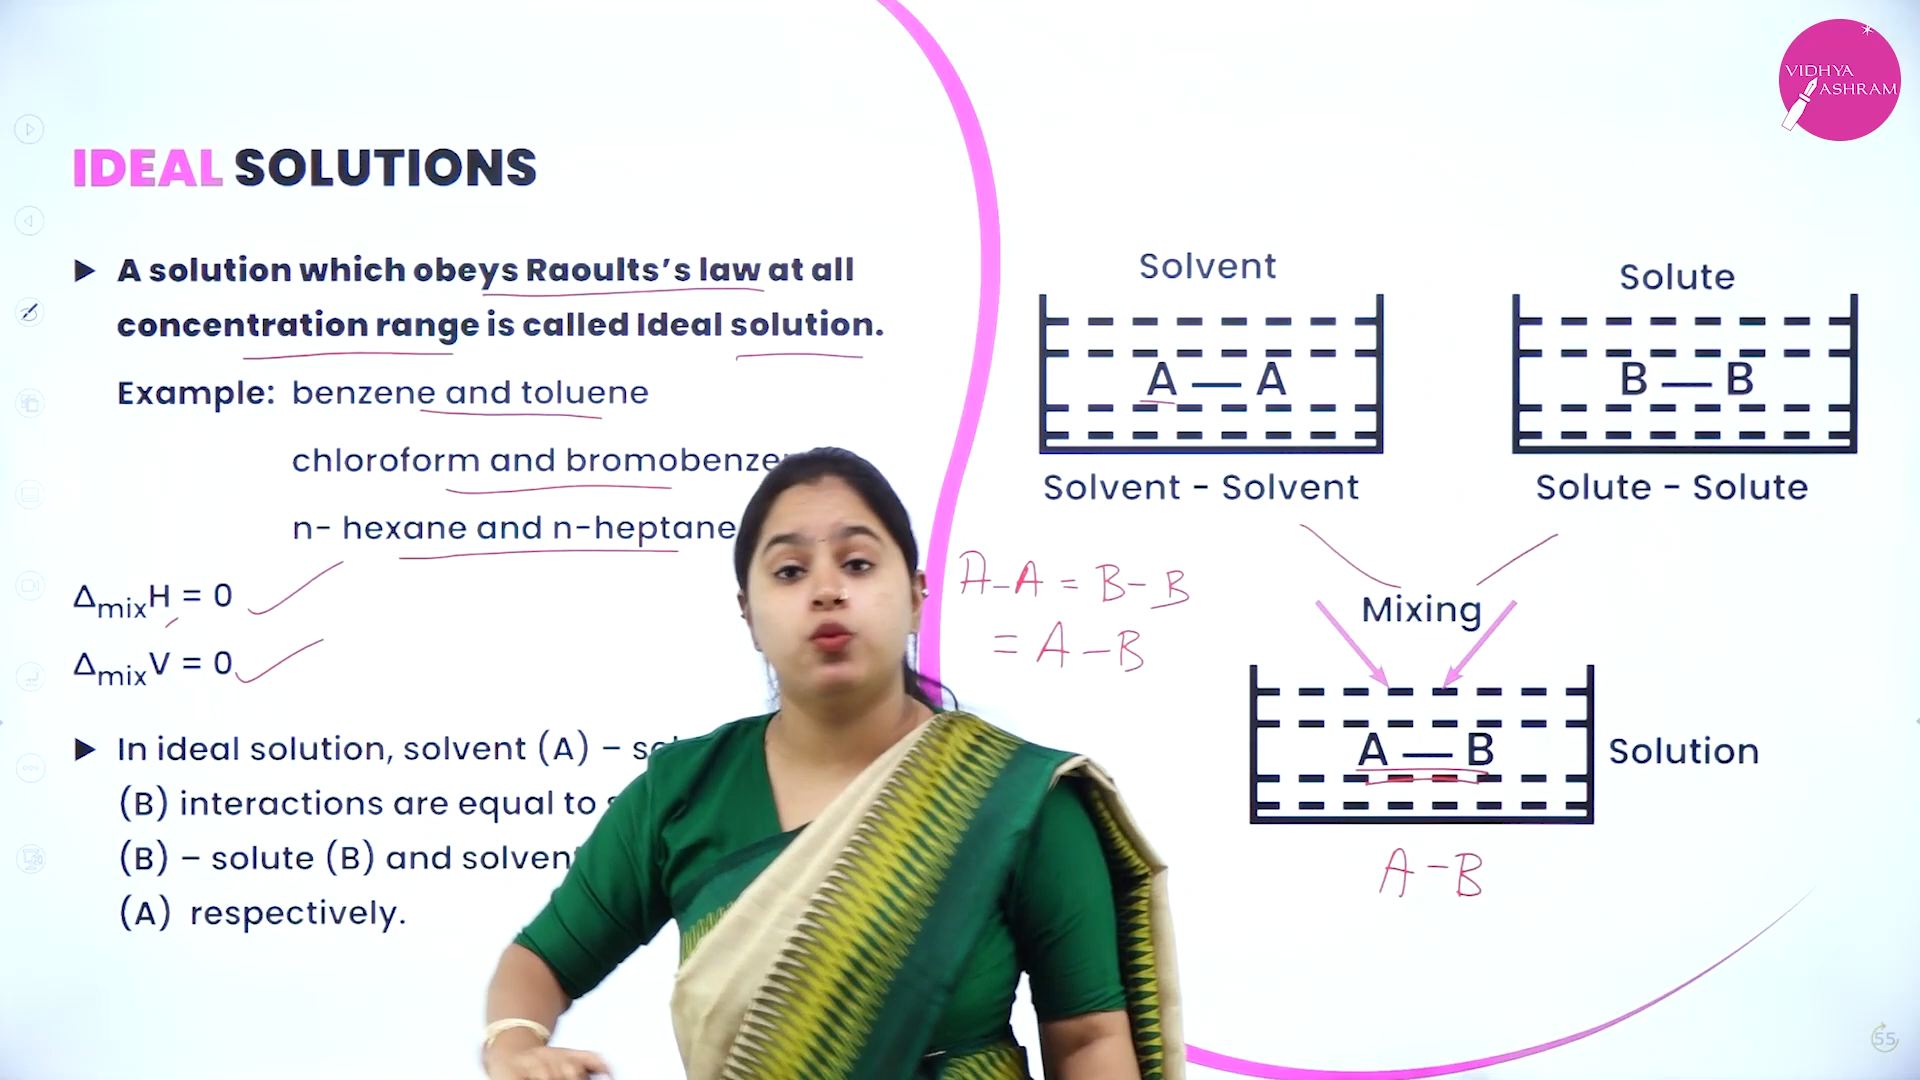 VIDHYA
ASHRAM
IDEAL SOLUTIONS
A solution which obeys Raoults's law at all
concentration range is called Ideal solution.
Example: benzene and toluene
chloroform and
n- hexane and n-heptane
ΔmixH = 0
ΔmixV = 0
In ideal solution, solvent (A) –
(B) interactions are equal to
(B) – solute (B) and
(A) respectively.
Solvent
A — A
Solvent - Solvent
Solute
B — B
Solute - Solute
A-A = B-B
= A-B
Mixing
A — B
Solution
A-B
55